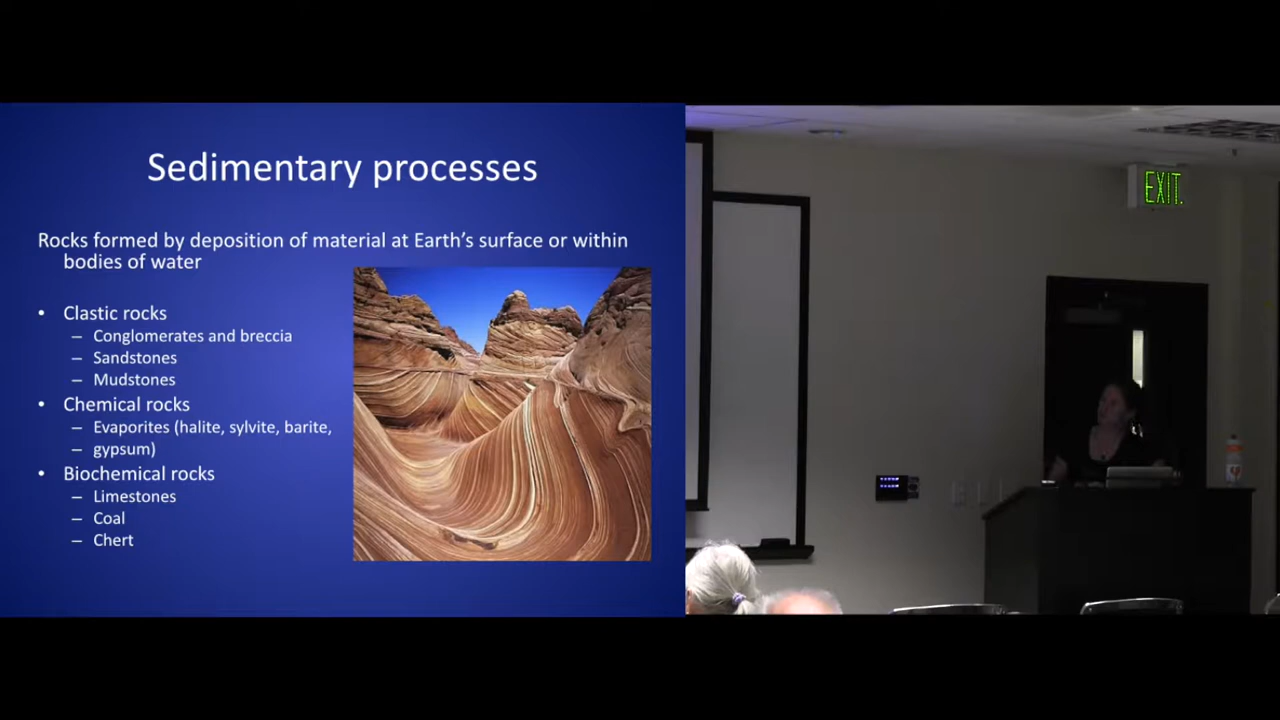 Sedimentary processes
Rocks formed by deposition of material at Earth's surface or within
bodies of water
• Clastic rocks
– Conglomerates and breccia
– Sandstones
– Mudstones
• Chemical rocks
– Evaporites (halite, sylvite, barite,
– gypsum)
• Biochemical rocks
– Limestones
– Coal
– Chert
EXIT